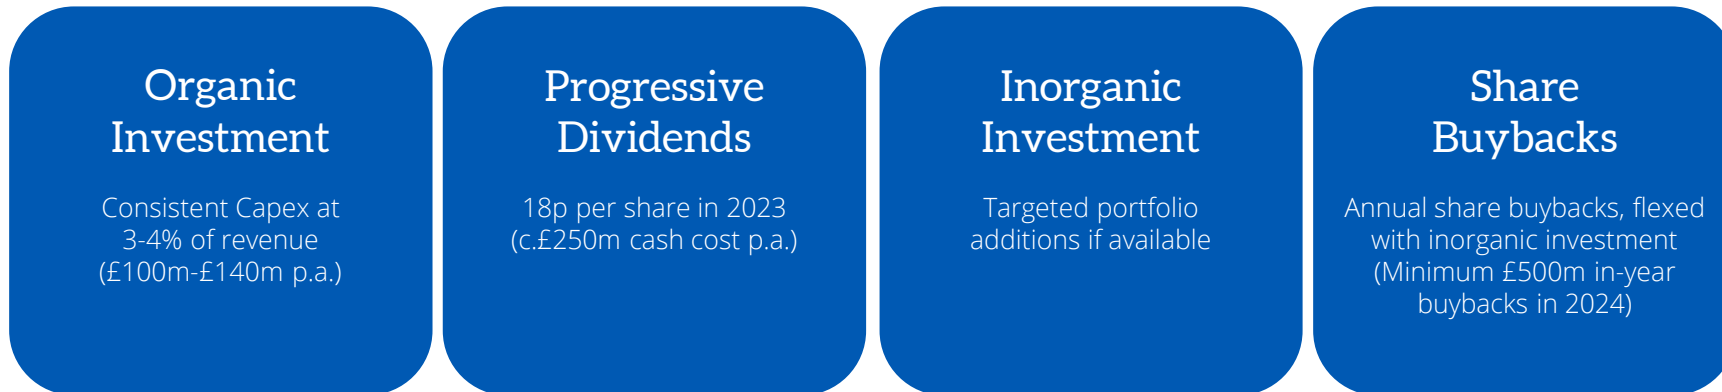 Organic
Investment
Consistent Capex at
3-4% of revenue
(£100m-£140m p.a.)
Progressive
Dividends
18p per share in 2023
(c.£250m cash cost p.a.)
Inorganic
Investment
Targeted portfolio
additions if available
Share
Buybacks
Annual share buybacks, flexed
with inorganic investment
(Minimum £500m in-year
buybacks in 2024)